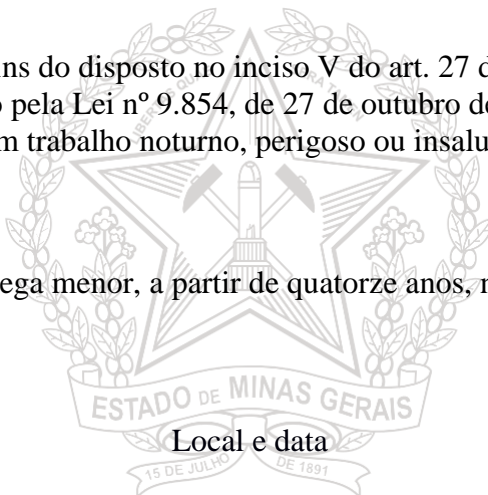 ins do disposto no inciso V do art. 27 d
o pela Lei nº 9.854, de 27 de outubro de
m trabalho noturno, perigoso ou insalu
ega menor, a partir de quatorze anos, n
ESTADO DE MINAS GERAIS
Local e data
15 DE JULHO DE 1891